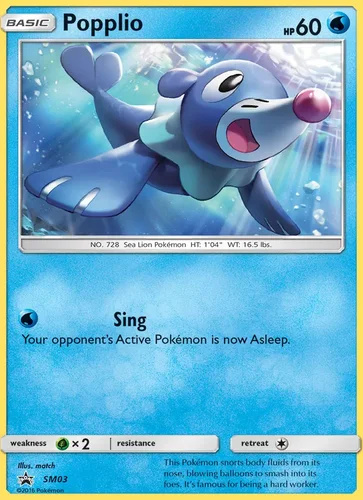 BASIC Popplio HP 60
NO. 728 Sea Lion Pokémon HT: 1'04" WT: 16.5 lbs.
Sing
Your opponent's Active Pokémon is now Asleep.
weakness ×2 resistance retreat
Illus. match
SM03
©2016 Pokémon
This Pokémon snorts body fluids from its
nose, blowing balloons to smash into its
foes. It's famous for being a hard worker.